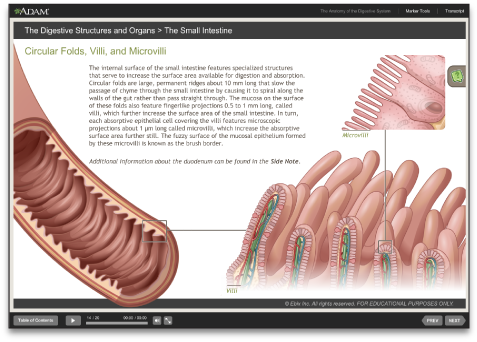 ADAM
The Anatomy of the Digestive System | Marker Tools | Transcript
The Digestive Structures and Organs > The Small Intestine
Circular Folds, Villi, and Microvilli
The internal surface of the small intestine features specialized structures
that serve to increase the surface area available for digestion and absorption.
Circular folds are large, permanent ridges about 10 mm long that slow the
passage of chyme through the small intestine by causing it to spiral along the
walls of the gut rather than pass straight through. The mucosa on the surface
of these folds also feature fingerlike projections 0.5 to 1 mm long, called
villi, which further increase the surface area of the small intestine. In turn,
each absorptive epithelial cell covering the villi features microscopic
projections about 1 µm long called microvilli, which increase the absorptive
surface area further still. The fuzzy surface of the mucosal epithelium formed
by these microvilli is known as the brush border.
Additional information about the duodenum can be found in the Side Note.
Microvilli
Villi
© Ebix Inc. All rights reserved. FOR EDUCATIONAL PURPOSES ONLY.
Table of Contents
PREV NEXT